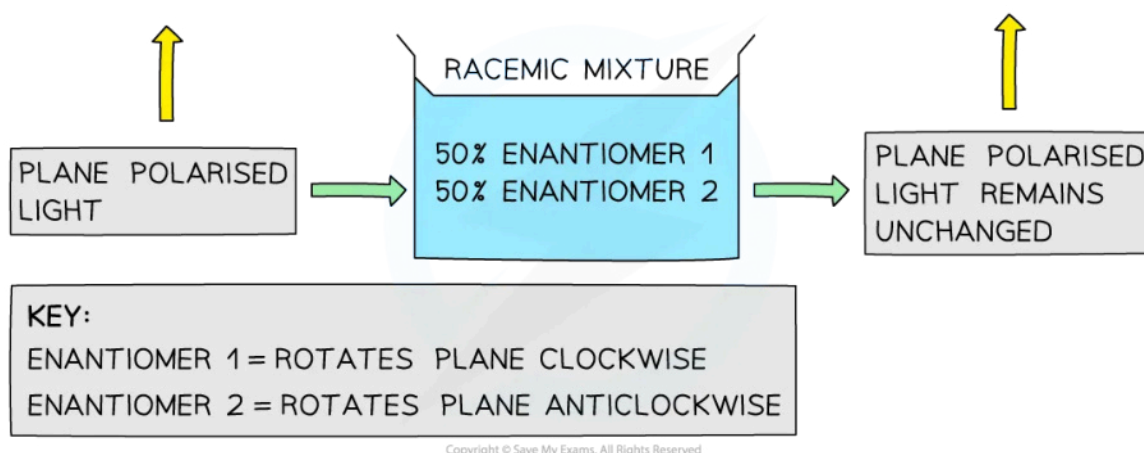 RACEMIC MIXTURE
PLANE POLARISED
LIGHT
50% ENANTIOMER 1
50% ENANTIOMER 2
PLANE POLARISED
LIGHT REMAINS
UNCHANGED
KEY:
ENANTIOMER 1 = ROTATES PLANE CLOCKWISE
ENANTIOMER 2 = ROTATES PLANE ANTICLOCKWISE
Copyright © Save My Exams. All Rights Reserved